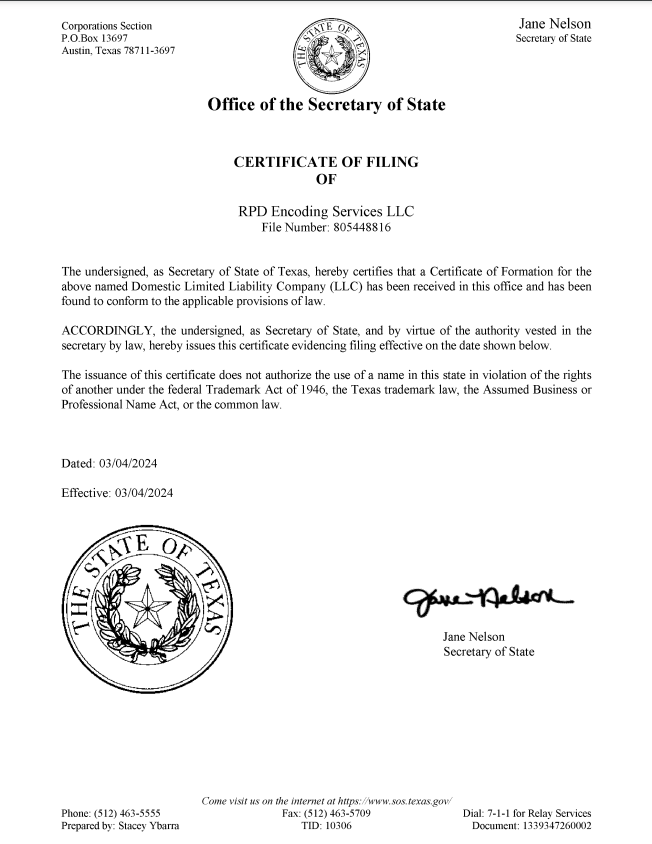 Corporations Section
P.O.Box 13697
Austin, Texas 78711-3697
THE STATE OF TEXAS
Jane Nelson
Secretary of State
Office of the Secretary of State
CERTIFICATE OF FILING
OF
RPD Encoding Services LLC
File Number: 805448816
The undersigned, as Secretary of State of Texas, hereby certifies that a Certificate of Formation for the
above named Domestic Limited Liability Company (LLC) has been received in this office and has been
found to conform to the applicable provisions of law.
ACCORDINGLY, the undersigned, as Secretary of State, and by virtue of the authority vested in the
secretary by law, hereby issues this certificate evidencing filing effective on the date shown below.
The issuance of this certificate does not authorize the use of a name in this state in violation of the rights
of another under the federal Trademark Act of 1946, the Texas trademark law, the Assumed Business or
Professional Name Act, or the common law.
Dated: 03/04/2024
Effective: 03/04/2024
THE STATE OF TEXAS
Jane Nelson
Jane Nelson
Secretary of State
Come visit us on the internet at https://www.sos.texas.gov/
Phone: (512) 463-5555
Fax: (512) 463-5709
Dial: 7-1-1 for Relay Services
Prepared by: Stacey Ybarra
TID: 10306
Document: 1339347260002